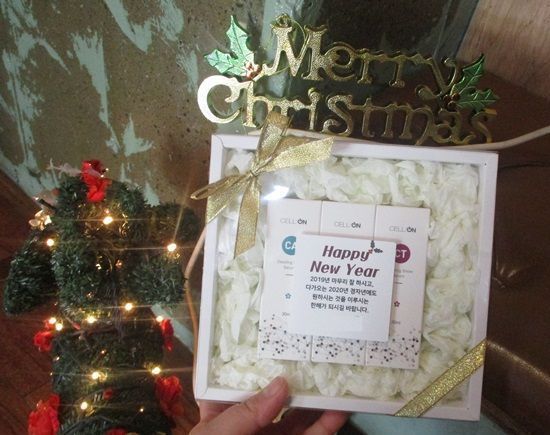 Merry
Christmas
CELL!ON CELL!ON CELL!ON
CA CT
Happy
New Year
2019년 마무리 잘 하시고,
다가오는 2020년 경자년에도
원하시는 것을 이루시는
한해가 되시길 바랍니다.